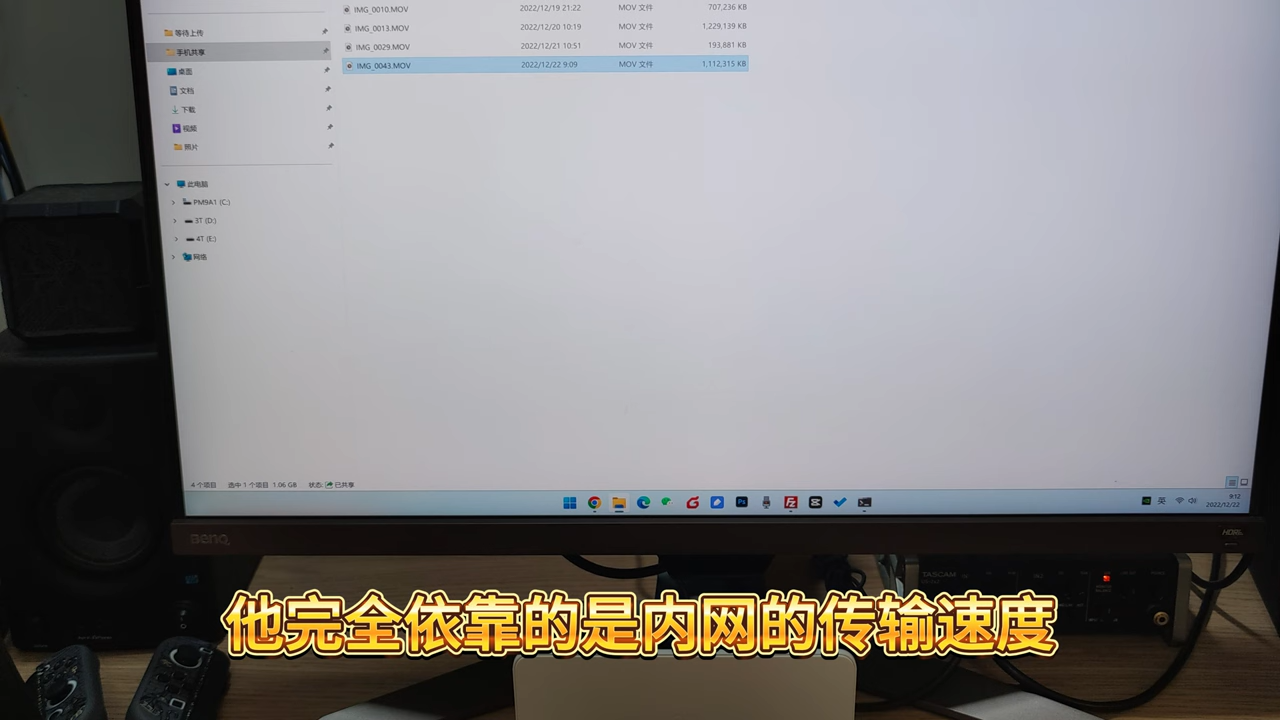 IMG_0010.MOV 2022/12/19 21:22 MOV 文件 707,236 KB
IMG_0013.MOV 2022/12/20 10:19 MOV 文件 1,229,139 KB
IMG_0029.MOV 2022/12/21 10:51 MOV 文件 193,881 KB
IMG_0043.MOV 2022/12/22 9:09 MOV 文件 1,112,315 KB
等待上传
手机共享
桌面
文档
下载
视频
照片
此电脑
PM9A1 (C:)
3T (D:)
4T (E:)
网络
4 个项目 选中 1 个项目 1.06 GB 状态: 已共享
英
9:12
2022/12/22
BenQ
HDRi
TASCAM
他完全依靠的是内网的传输速度